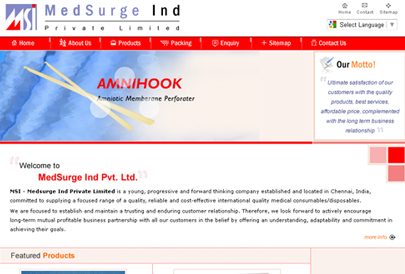 MSI MedSurge Ind
Private Limited
Home Contact Sitemap
Select Language
Home About Us Products Packing Enquiry Sitemap Contact Us
AMNIHOOK
Amniotic Membrane Perforater
Our Motto!
Ultimate satisfaction of our
customers with the quality
products, best services,
affordable price, complemented
with the long term business
relationship
Welcome to
MedSurge Ind Pvt. Ltd.
MSI - Medsurge Ind Private Limited is a young, progressive and forward thinking company established and located in Chennai, India,
committed to supplying a focused range of quality, reliable and cost-effective international quality medical consumables/disposables.
We are focused to establish and maintain a trusting and enduring customer relationship. Therefore, we look forward to actively encourage
long-term mutual profitable business partnership with all our customers in the belief by offering an understanding, adaptability and commitment in
achieving their goals.
more info
Featured Products